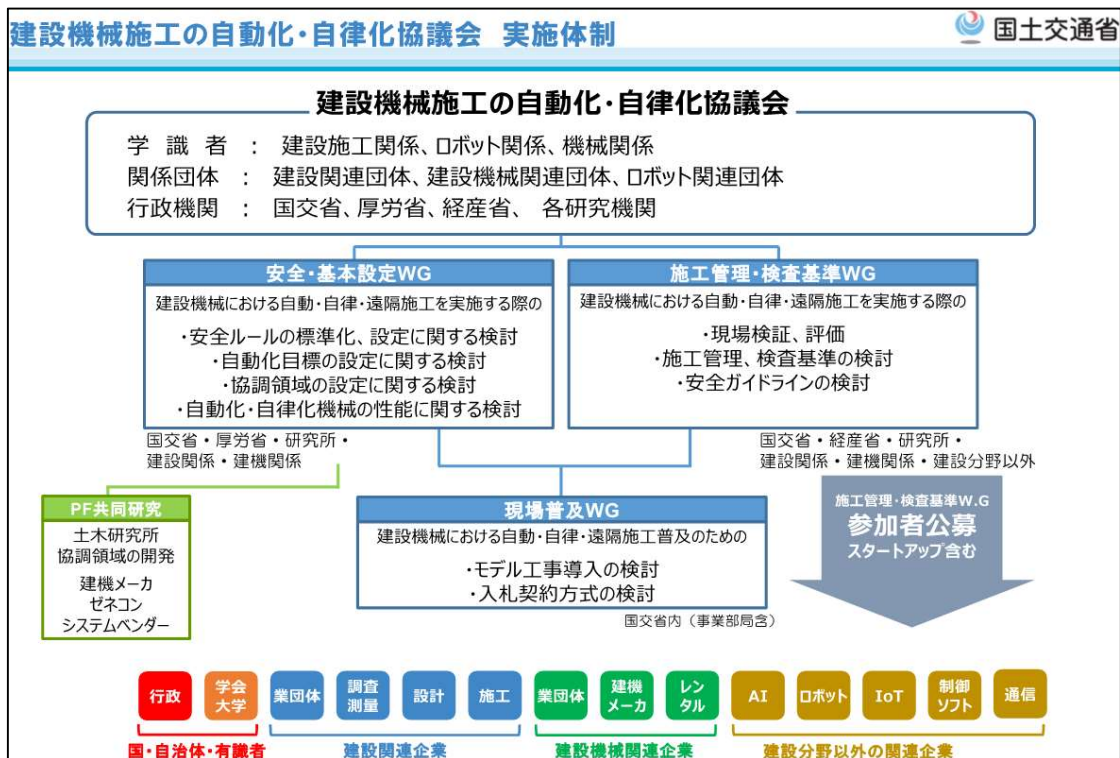 建設機械施工の自動化・自律化協議会 実施体制
国土交通省
建設機械施工の自動化・自律化協議会
学 識 者 : 建設施工関係、ロボット関係、機械関係
関係団体 : 建設関連団体、建設機械関連団体、ロボット関連団体
行政機関 : 国交省、厚労省、経産省、 各研究機関
安全・基本設定WG
建設機械における自動・自律・遠隔施工を実施する際の
・安全ルールの標準化、設定に関する検討
・自動化目標の設定に関する検討
・協調領域の設定に関する検討
・自動化・自律化機械の性能に関する検討
国交省・厚労省・研究所・
建設関係・建機関係
施工管理・検査基準WG
建設機械における自動・自律・遠隔施工を実施する際の
・現場検証、評価
・施工管理、検査基準の検討
・安全ガイドラインの検討
国交省・経産省・研究所・
建設関係・建機関係・建設分野以外
PF共同研究
土木研究所
協調領域の開発
建機メーカ
ゼネコン
システムベンダー
現場普及WG
建設機械における自動・自律・遠隔施工普及のための
・モデル工事導入の検討
・入札契約方式の検討
国交省内（事業部局含）
施工管理・検査基準W.G
参加者公募
スタートアップ含む
行政
学会
大学
業団体
調査
測量
設計
施工
業団体
建機
メーカ
レン
タル
AI
ロボット
IoT
制御
ソフト
通信
国・自治体・有識者
建設関連企業
建設機械関連企業
建設分野以外の関連企業